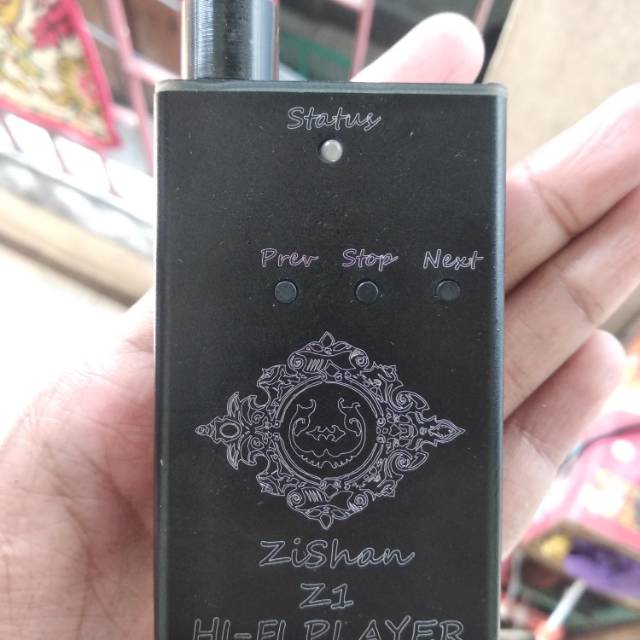 Status
Prev Stop Next
ZiShan
Z1
HI-FI PLAYER